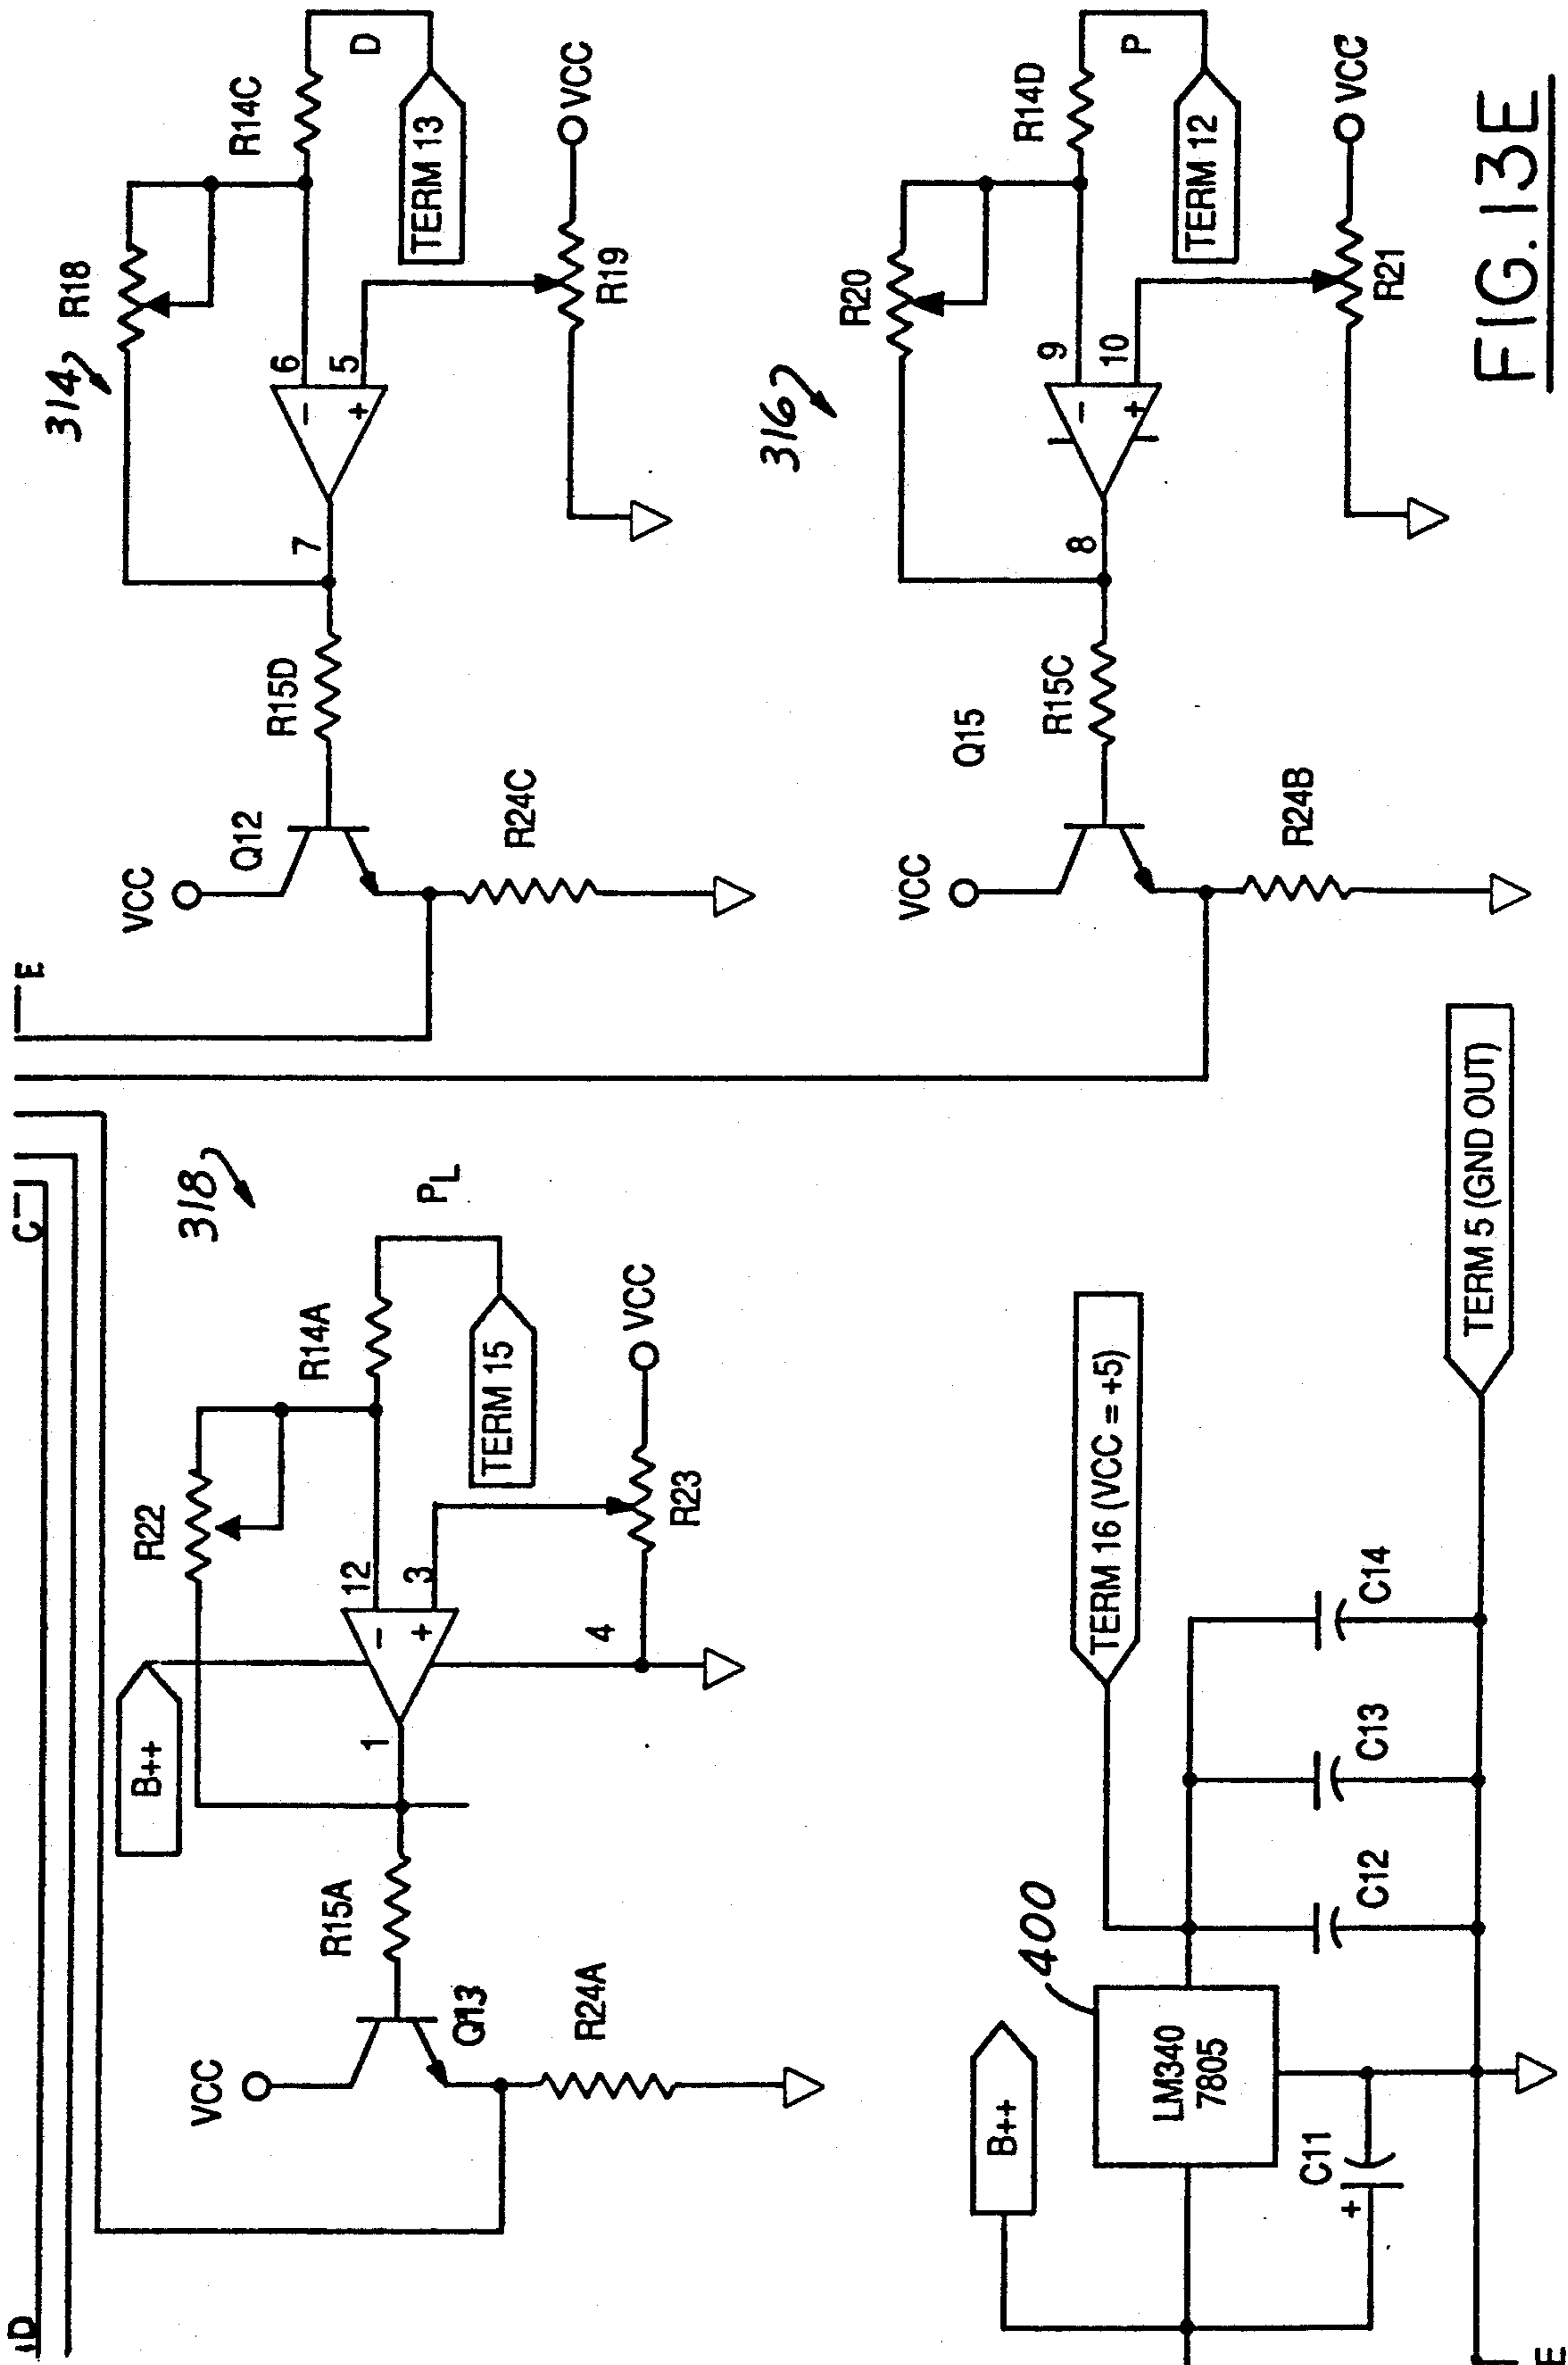 D
C
E
318
B++
R22
R14A
PL
12
3
1
4
TERM 15
VCC
R23
R15A
Q13
VCC
R24A
314
R18
R14C
D
6
5
7
TERM 13
VCC
R19
R15D
Q12
VCC
R24C
316
R20
R14D
P
9
10
8
TERM 12
VCC
R21
R15C
Q15
VCC
R24B
B++
400
LM340
7805
C11
+
TERM 16 (VCC = +5)
C12
C13
C14
TERM 5 (GND OUT)
E
− +
− +
− +
FIG. 13E